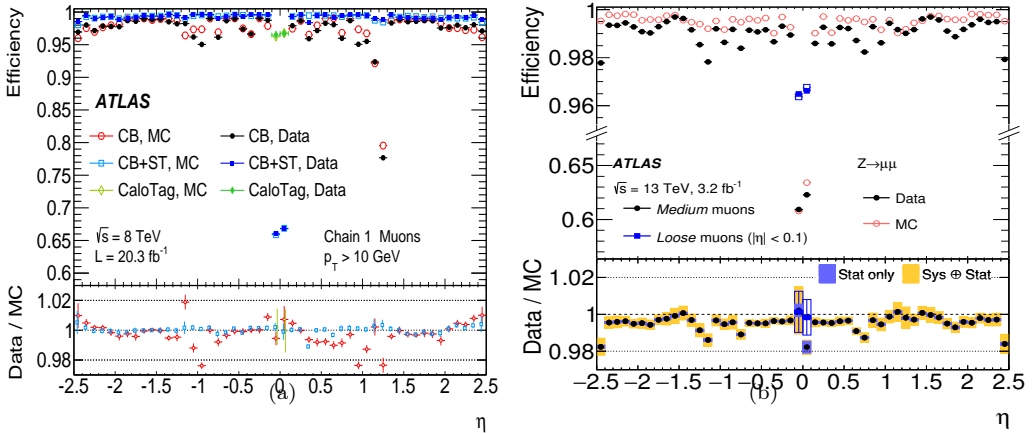 Efficiency
1
0.95
0.9
0.85
0.8
0.75
0.7
0.65
0.6
ATLAS
CB, MC
CB, Data
CB+ST, MC
CB+ST, Data
CaloTag, MC
CaloTag, Data
√s = 8 TeV
L = 20.3 fb⁻¹
Chain 1 Muons
p_T > 10 GeV
Data / MC
1.02
1
0.98
-2.5 -2 -1.5 -1 -0.5 0 0.5 1 1.5 2 2.5
(a)
η
Efficiency
1
0.98
0.96
0.65
0.6
ATLAS
Z→μμ
√s = 13 TeV, 3.2 fb⁻¹
Medium muons
Loose muons (|η| < 0.1)
Data
MC
Stat only
Sys ⊕ Stat
Data / MC
1.02
1
0.98
-2.5 -2 -1.5 -1 -0.5 0 0.5 1 1.5 2 2.5
(b)
η